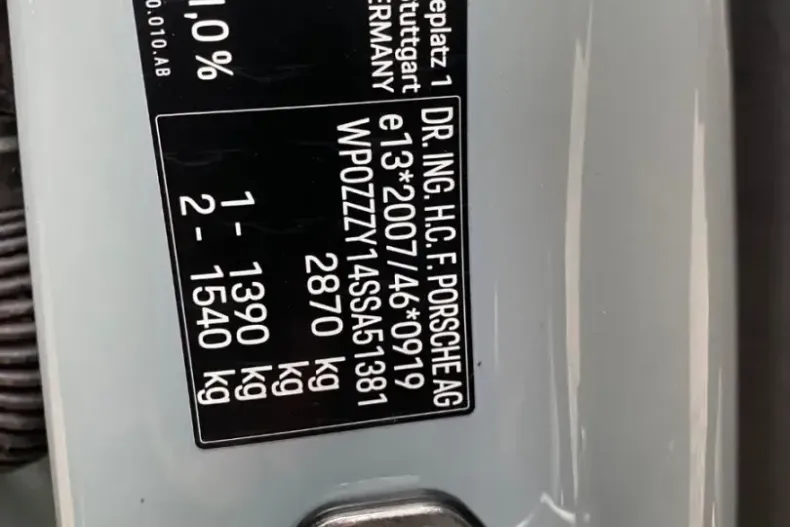 eplatz 1
tuttgart
ERMANY
1,0 %
0.010.AB
DR. ING. H.C. F. PORSCHE AG
e13*2007/46*0919
WP0ZZZY14SSA51381
2870 kg
kg
1 - 1390 kg
2 - 1540 kg